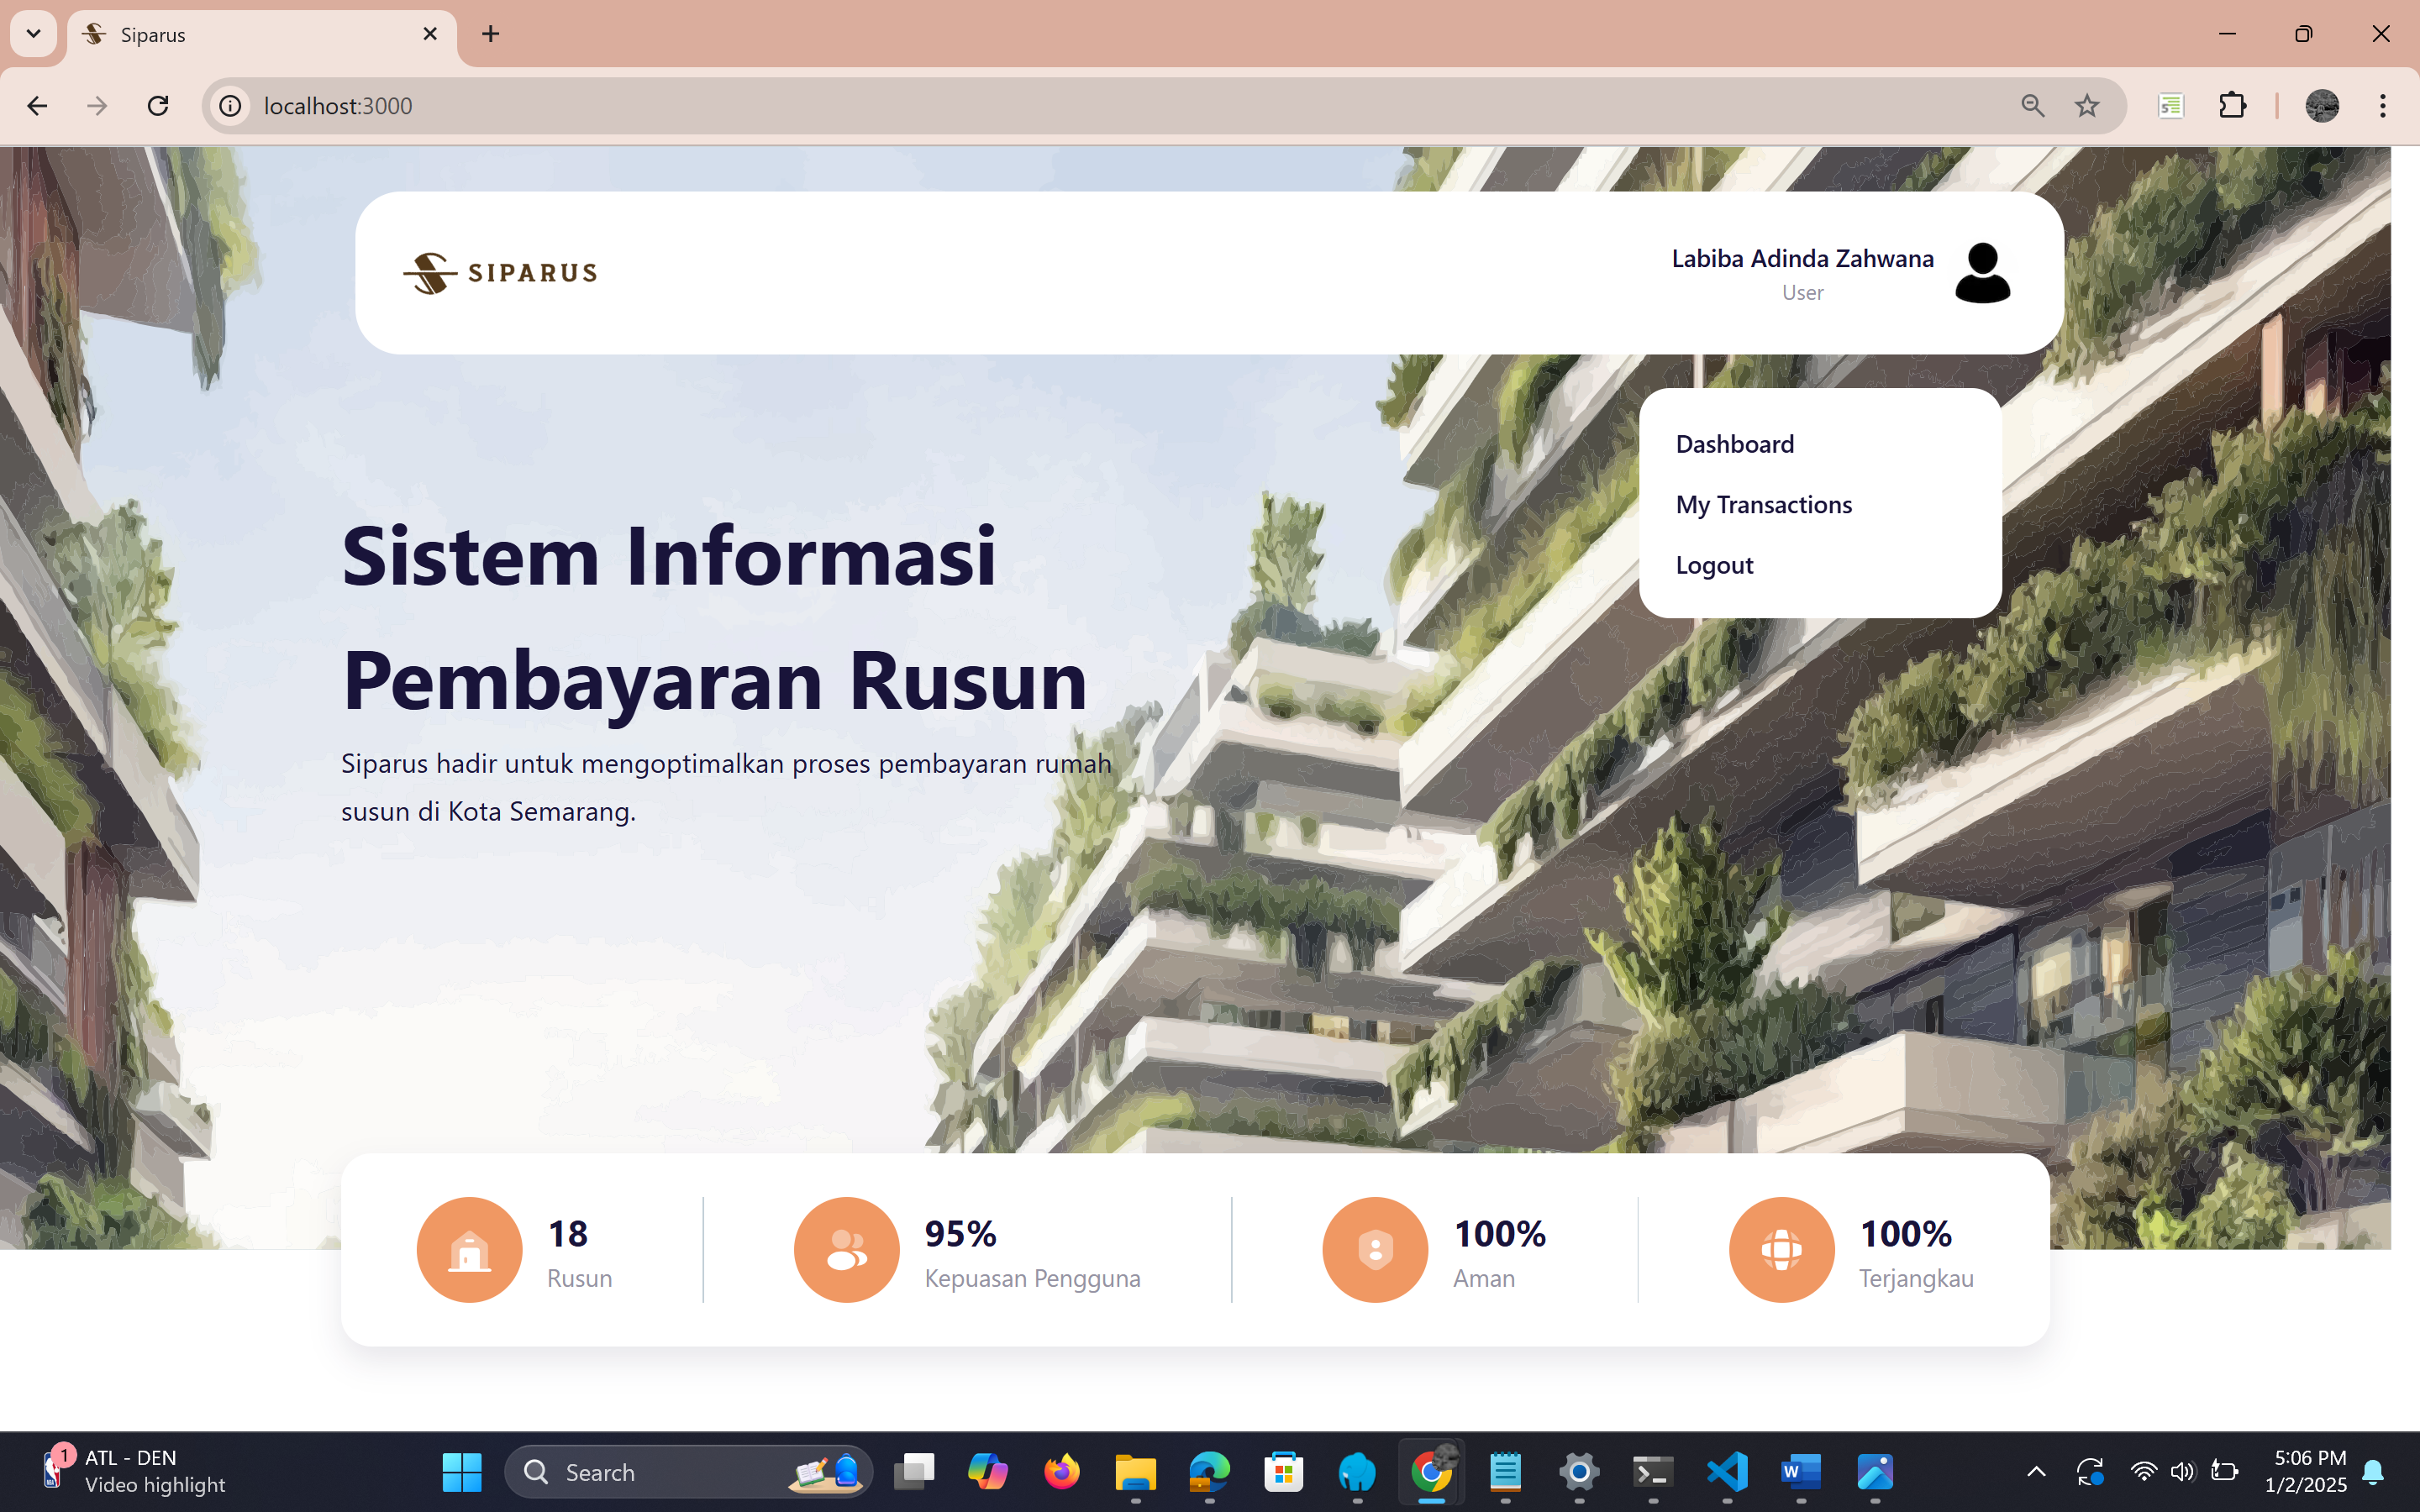 Siparus
localhost:3000
SIPARUS
Labiba Adinda Zahwana
User
Dashboard
My Transactions
Logout
Sistem Informasi
Pembayaran Rusun
Siparus hadir untuk mengoptimalkan proses pembayaran rumah
susun di Kota Semarang.
18
Rusun
95%
Kepuasan Pengguna
100%
Aman
100%
Terjangkau
1
ATL - DEN
Video highlight
Search
5:06 PM
1/2/2025